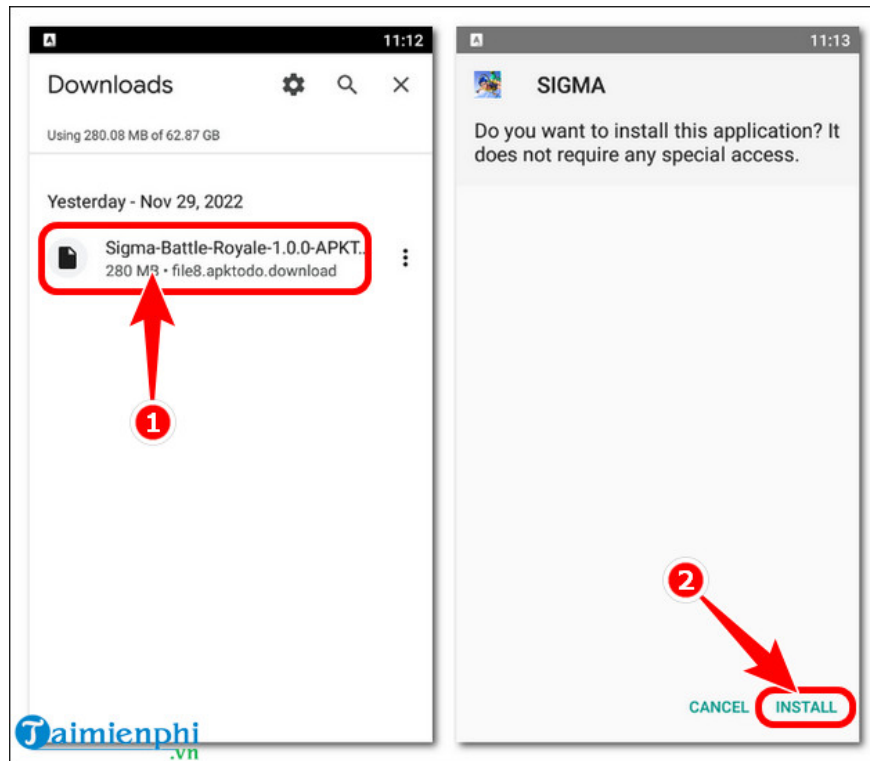 11:12
Downloads
Using 280.08 MB of 62.87 GB
Yesterday - Nov 29, 2022
Sigma-Battle-Royale-1.0.0-APKT..
280 MB • file8.apktodo.download
1
11:13
SIGMA
Do you want to install this application? It
does not require any special access.
2
CANCEL INSTALL
Taimienphi
.vn